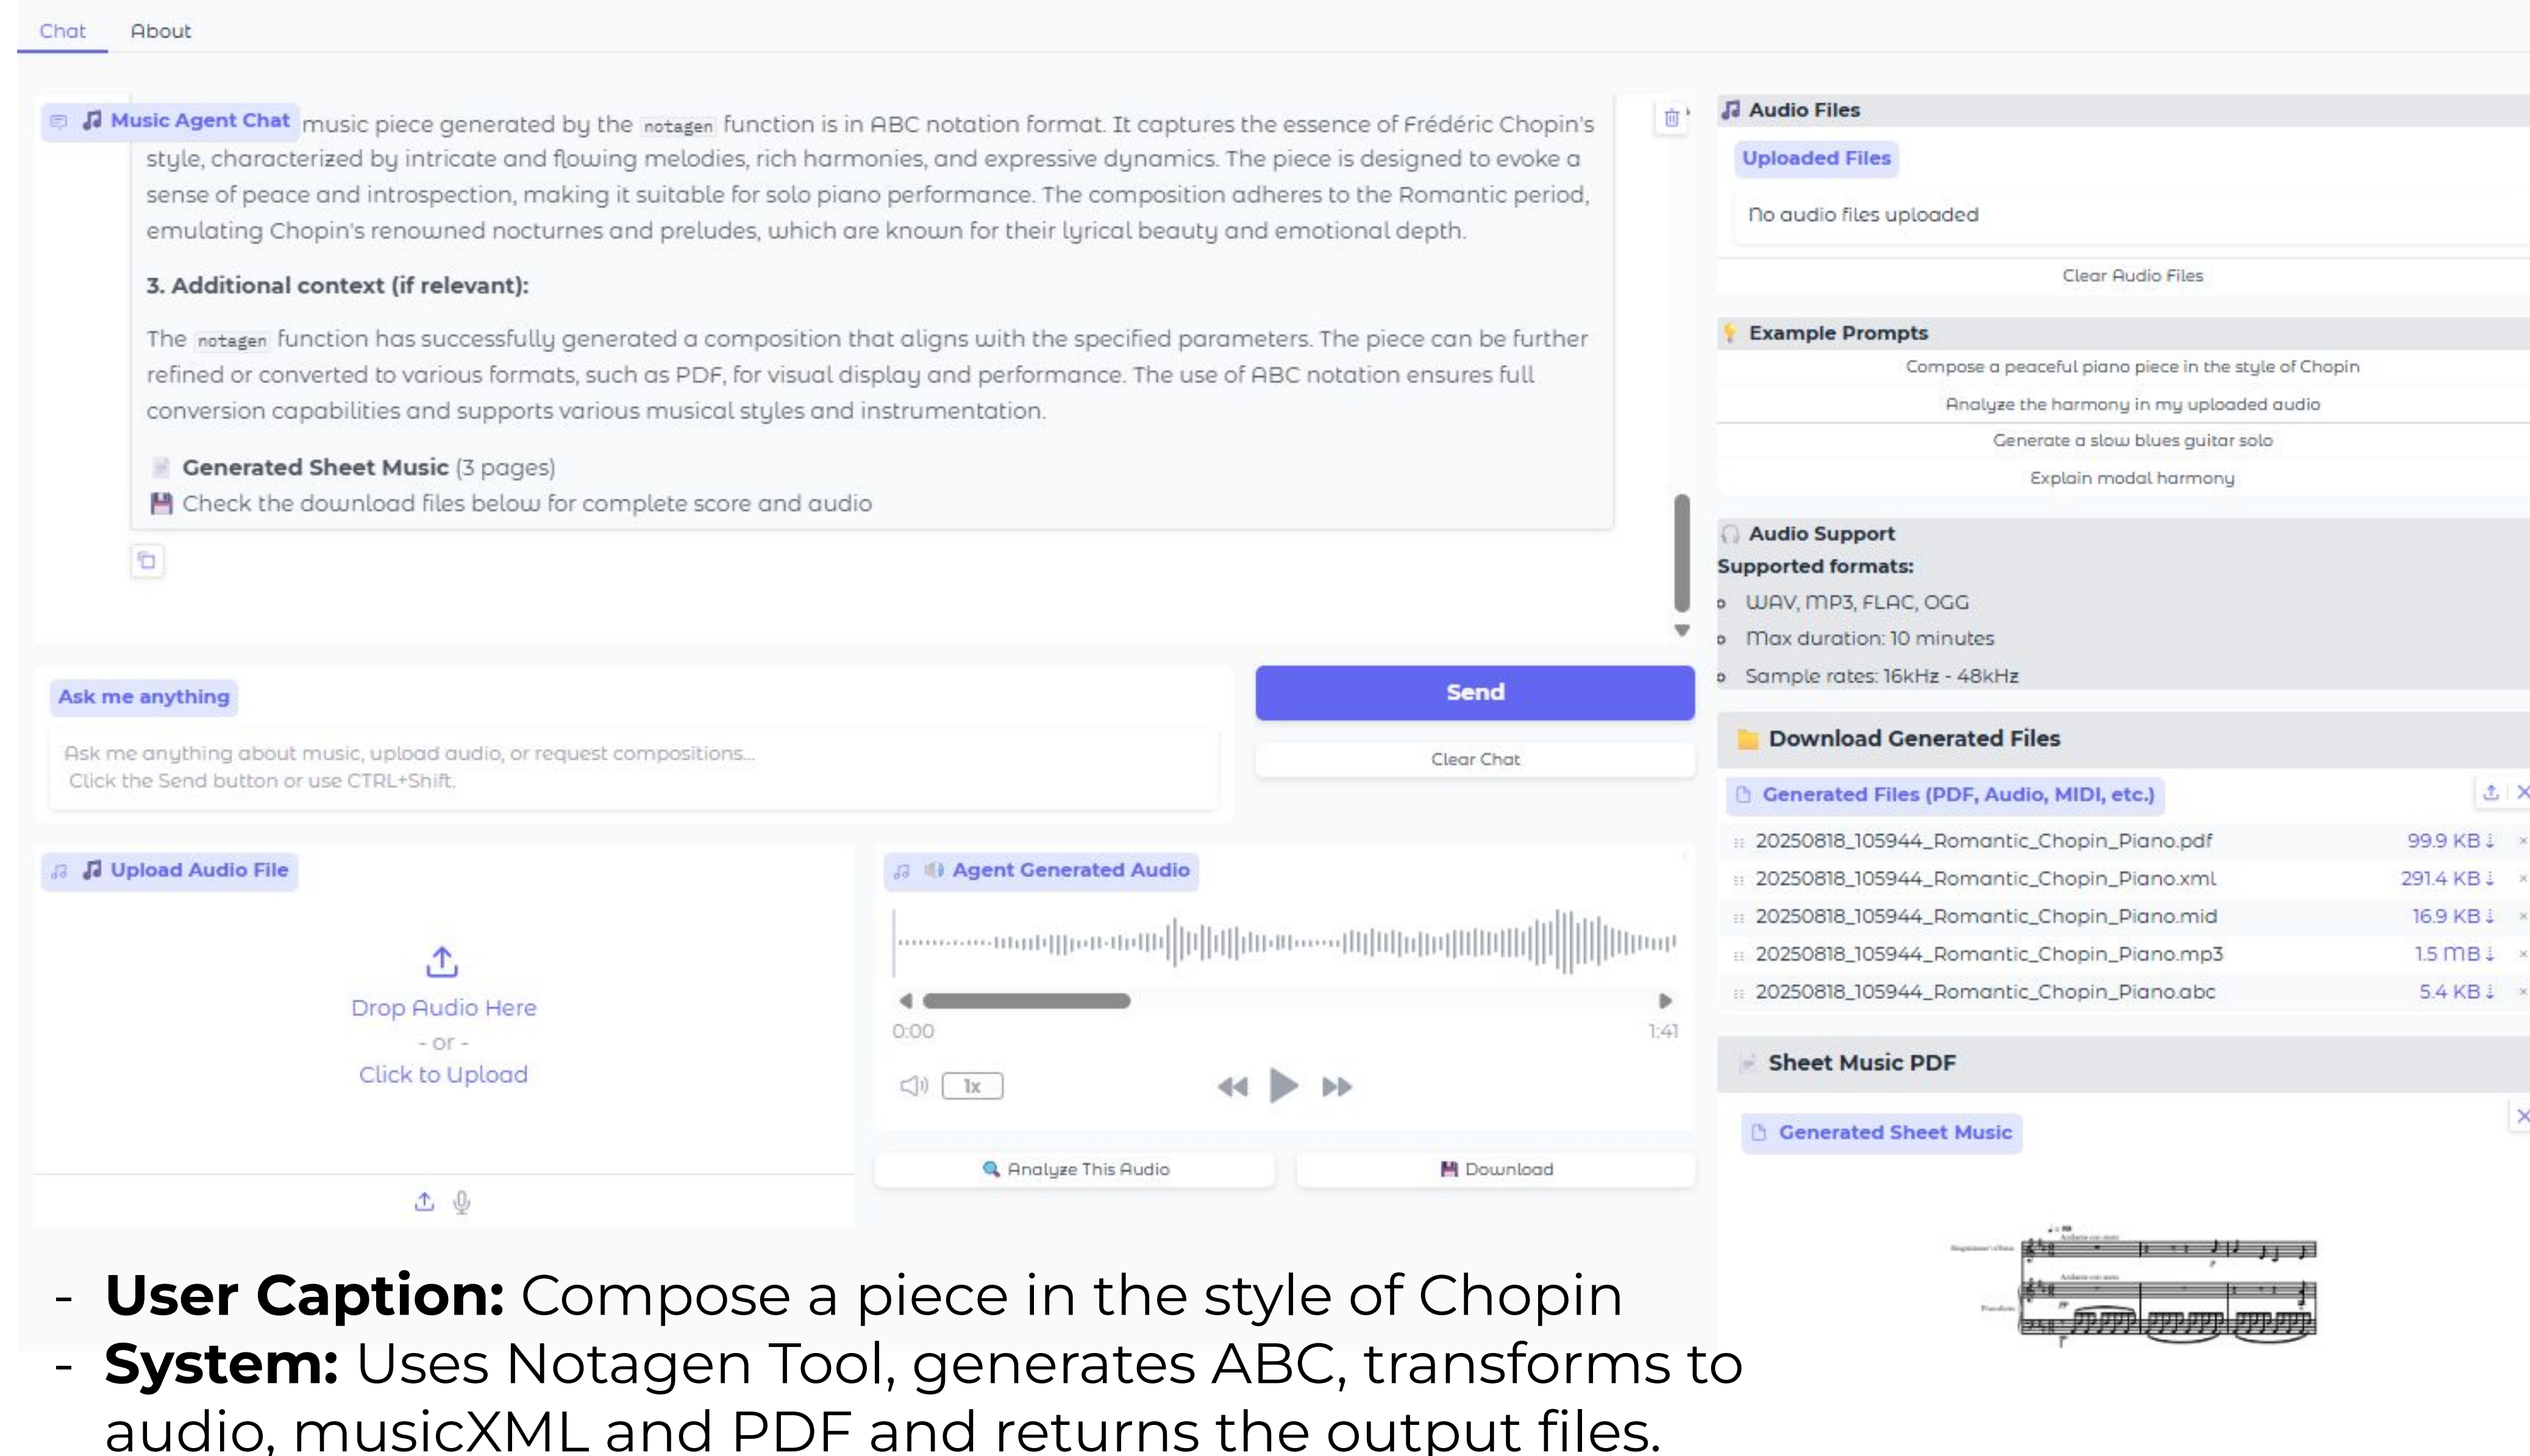 Chat About
🎵 Music Agent Chat
music piece generated by the notagen function is in ABC notation format. It captures the essence of Frédéric Chopin's
style, characterized by intricate and flowing melodies, rich harmonies, and expressive dynamics. The piece is designed to evoke a
sense of peace and introspection, making it suitable for solo piano performance. The composition adheres to the Romantic period,
emulating Chopin's renowned nocturnes and preludes, which are known for their lyrical beauty and emotional depth.
3. Additional context (if relevant):
The notagen function has successfully generated a composition that aligns with the specified parameters. The piece can be further
refined or converted to various formats, such as PDF, for visual display and performance. The use of ABC notation ensures full
conversion capabilities and supports various musical styles and instrumentation.
Generated Sheet Music (3 pages)
Check the download files below for complete score and audio
Ask me anything
Ask me anything about music, upload audio, or request compositions...
Click the Send button or use CTRL+Shift.
Send
Clear Chat
Upload Audio File
Drop Audio Here
- or -
Click to Upload
Agent Generated Audio
0:00 1:41
1x
Analyze This Audio
Download
Audio Files
Uploaded Files
No audio files uploaded
Clear Audio Files
Example Prompts
Compose a peaceful piano piece in the style of Chopin
Analyze the harmony in my uploaded audio
Generate a slow blues guitar solo
Explain modal harmony
Audio Support
Supported formats:
WAV, MP3, FLAC, OGG
Max duration: 10 minutes
Sample rates: 16kHz - 48kHz
Download Generated Files
Generated Files (PDF, Audio, MIDI, etc.)
20250818_105944_Romantic_Chopin_Piano.pdf 99.9 KB
20250818_105944_Romantic_Chopin_Piano.xml 291.4 KB
20250818_105944_Romantic_Chopin_Piano.mid 16.9 KB
20250818_105944_Romantic_Chopin_Piano.mp3 1.5 MB
20250818_105944_Romantic_Chopin_Piano.abc 5.4 KB
Sheet Music PDF
Generated Sheet Music
Andante con moto
Andante con moto
Pianoforte
- User Caption: Compose a piece in the style of Chopin
- System: Uses Notagen Tool, generates ABC, transforms to
audio, musicXML and PDF and returns the output files.